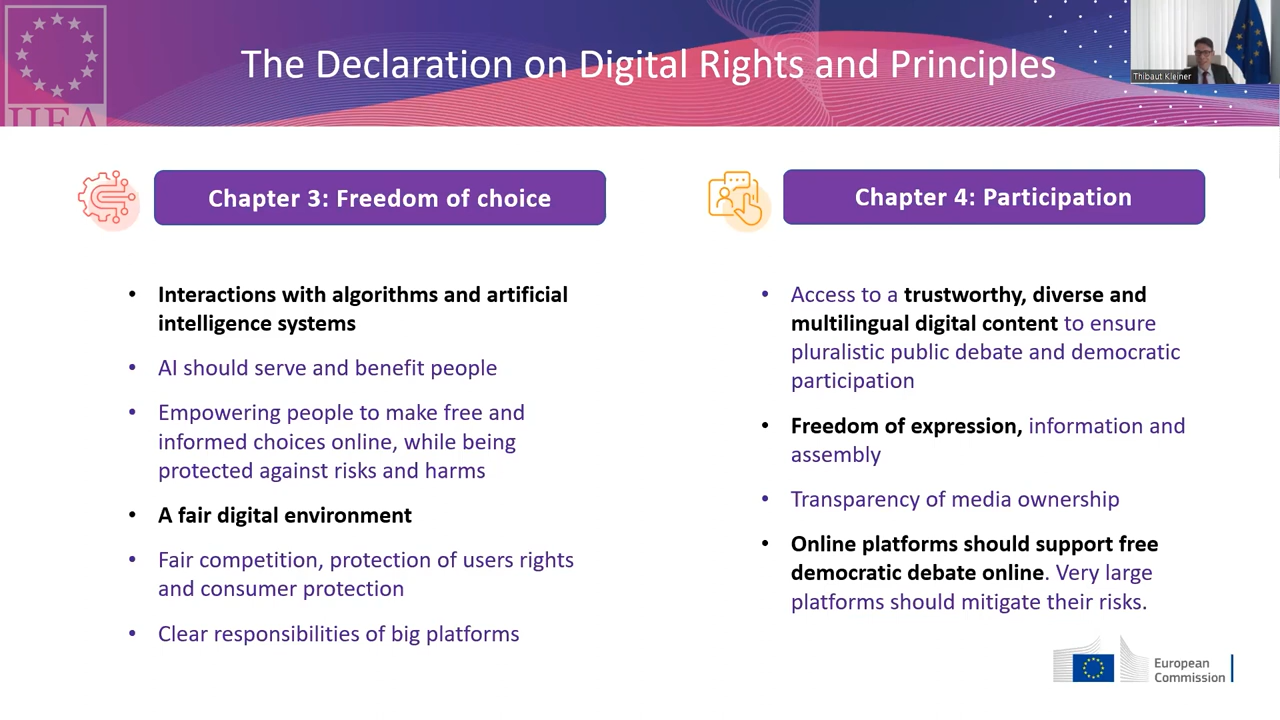 IIEA
The Declaration on Digital Rights and Principles
Thibaut Kleiner
Chapter 3: Freedom of choice
• Interactions with algorithms and artificial
intelligence systems
• AI should serve and benefit people
• Empowering people to make free and
informed choices online, while being
protected against risks and harms
• A fair digital environment
• Fair competition, protection of users rights
and consumer protection
• Clear responsibilities of big platforms
Chapter 4: Participation
• Access to a trustworthy, diverse and
multilingual digital content to ensure
pluralistic public debate and democratic
participation
• Freedom of expression, information and
assembly
• Transparency of media ownership
• Online platforms should support free
democratic debate online. Very large
platforms should mitigate their risks.
European
Commission